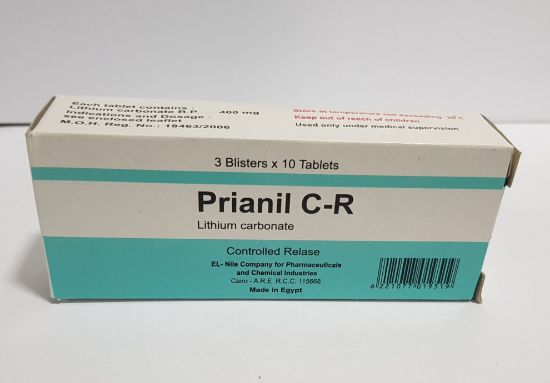 Each tablet contains :
Lithium carbonate B.P. 400 mg
Indications and Dosage :
see enclosed leaflet
M.O.H. Reg. No.: 18463/2006
Store at temperature not exceeding
Keep out of reach of children
Used only under medical supervision
3 Blisters x 10 Tablets
Prianil C-R
Lithium carbonate
Controlled Relase
EL- Nile Company for Pharmaceuticals
and Chemical Industries
Cairo - A.R.E R.C.C. 115668
Made in Egypt
6221077019519